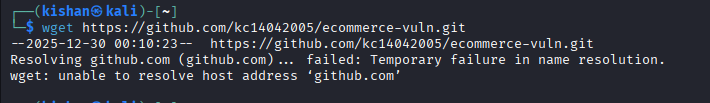 ┌──(kishan㉿kali)-[~]
└─$ wget https://github.com/kc14042005/ecommerce-vuln.git
--2025-12-30 00:10:23--  https://github.com/kc14042005/ecommerce-vuln.git
Resolving github.com (github.com)... failed: Temporary failure in name resolution.
wget: unable to resolve host address ‘github.com’